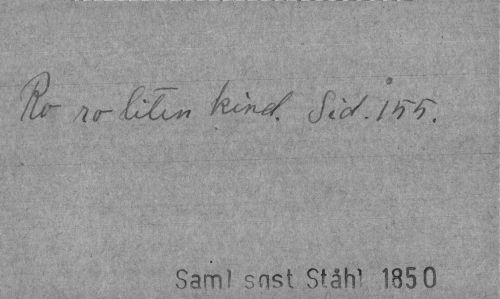 Ro ro liten kind. Sid. 155.
Saml sgst Ståhl 1850